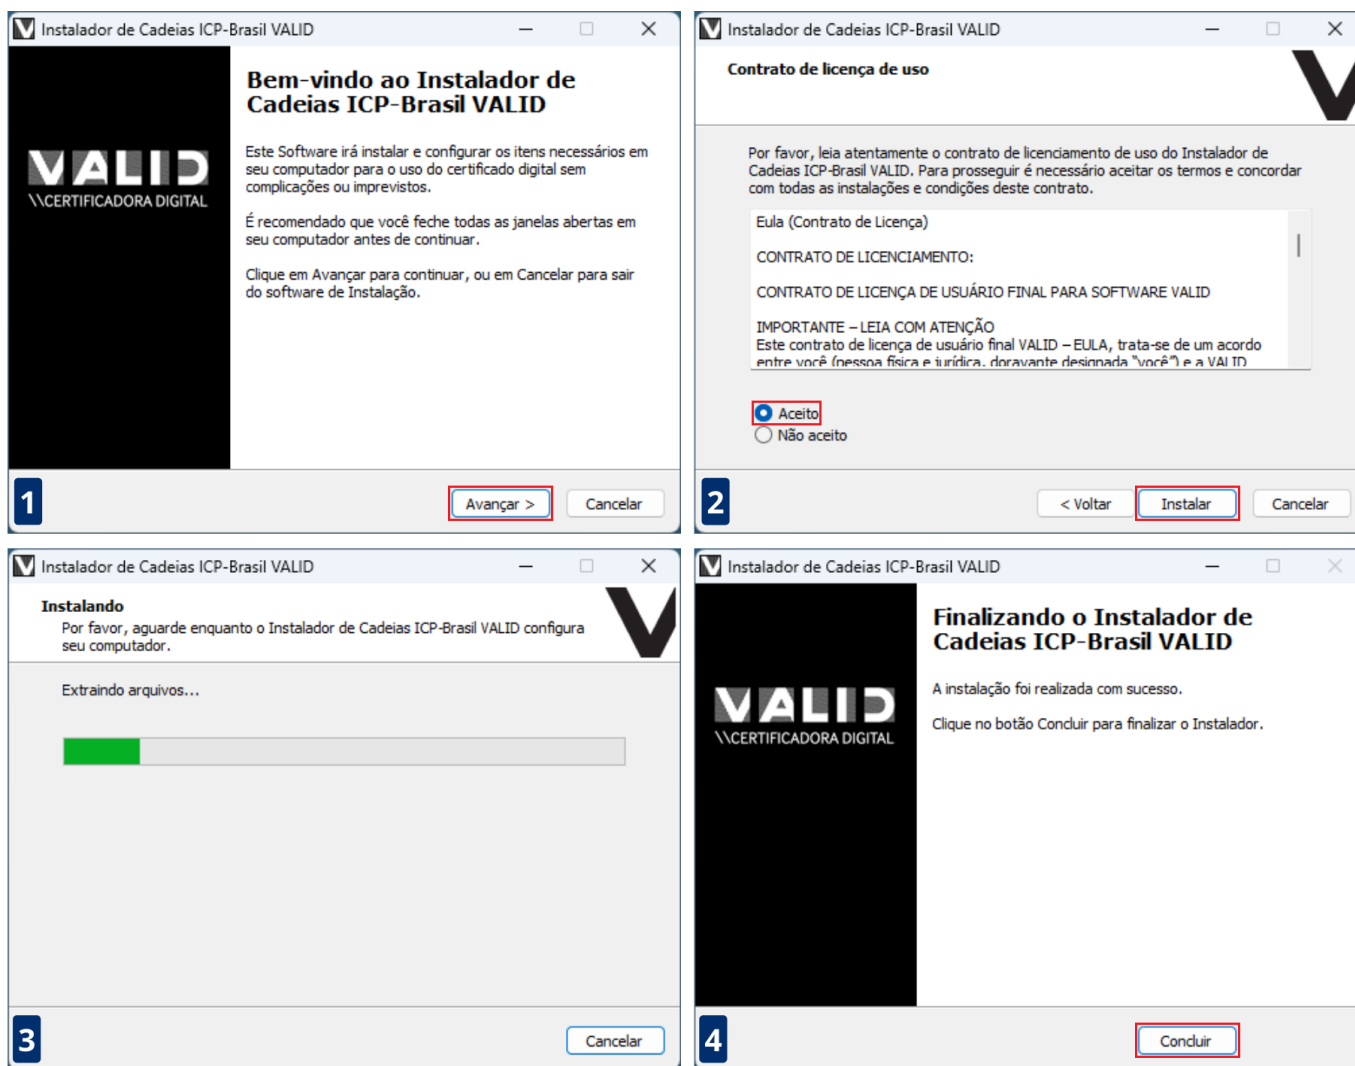 Instalador de Cadeias ICP-Brasil VALID
Bem-vindo ao Instalador de
Cadeias ICP-Brasil VALID
VALID
\\CERTIFICADORA DIGITAL
Este Software irá instalar e configurar os itens necessários em
seu computador para o uso do certificado digital sem
complicações ou imprevistos.
É recomendado que você feche todas as janelas abertas em
seu computador antes de continuar.
Clique em Avançar para continuar, ou em Cancelar para sair
do software de Instalação.
1
Avançar >
Cancelar
Instalador de Cadeias ICP-Brasil VALID
Contrato de licença de uso
Por favor, leia atentamente o contrato de licenciamento de uso do Instalador de
Cadeias ICP-Brasil VALID. Para prosseguir é necessário aceitar os termos e concordar
com todas as instalações e condições deste contrato.
Eula (Contrato de Licença)
CONTRATO DE LICENCIAMENTO:
CONTRATO DE LICENÇA DE USUÁRIO FINAL PARA SOFTWARE VALID
IMPORTANTE – LEIA COM ATENÇÃO
Este contrato de licença de usuário final VALID – EULA, trata-se de um acordo
entre você (pessoa física e jurídica, doravante designada "você") e a VALID
Aceito
Não aceito
2
< Voltar
Instalar
Cancelar
Instalador de Cadeias ICP-Brasil VALID
Instalando
Por favor, aguarde enquanto o Instalador de Cadeias ICP-Brasil VALID configura
seu computador.
Extraindo arquivos...
3
Cancelar
Instalador de Cadeias ICP-Brasil VALID
Finalizando o Instalador de
Cadeias ICP-Brasil VALID
VALID
\\CERTIFICADORA DIGITAL
A instalação foi realizada com sucesso.
Clique no botão Concluir para finalizar o Instalador.
4
Concluir